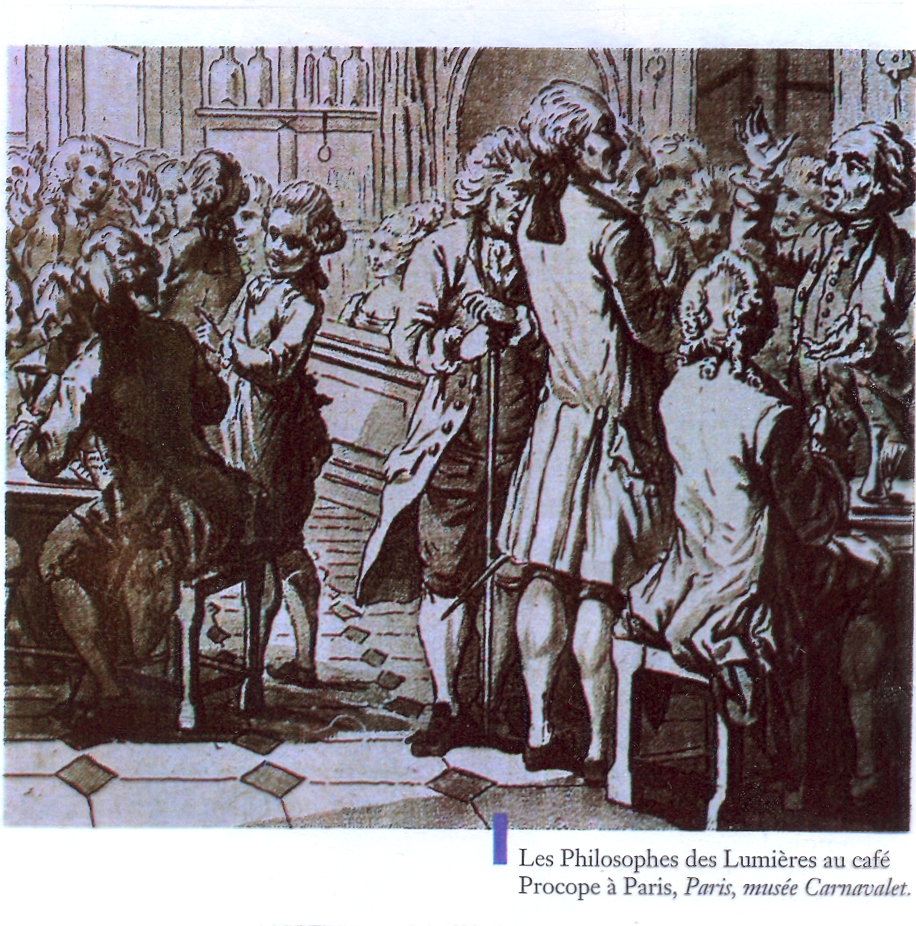 Les Philosophes des Lumières au café
Procope à Paris, Paris, musée Carnavalet.